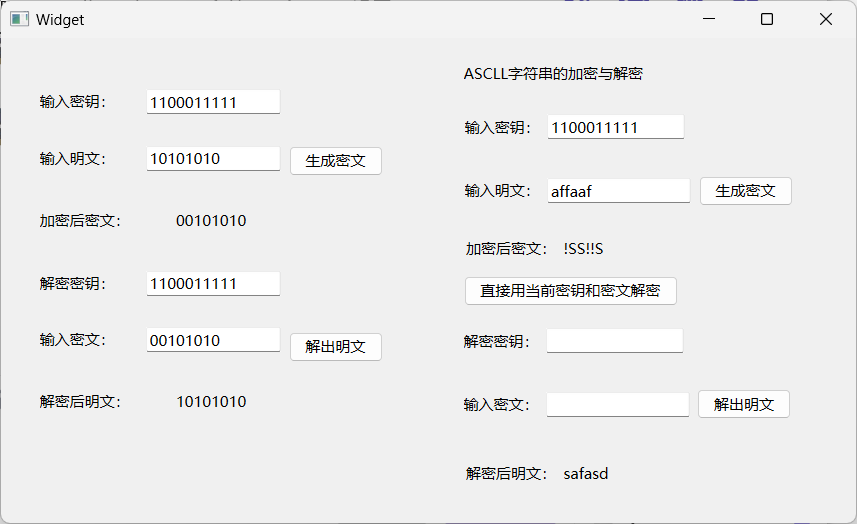 Widget
输入密钥： 1100011111
输入明文： 10101010 生成密文
加密后密文： 00101010
解密密钥： 1100011111
输入密文： 00101010 解出明文
解密后明文： 10101010
ASCLL字符串的加密与解密
输入密钥： 1100011111
输入明文： affaaf 生成密文
加密后密文： !SS!!S
直接用当前密钥和密文解密
解密密钥：
输入密文： 解出明文
解密后明文： safasd